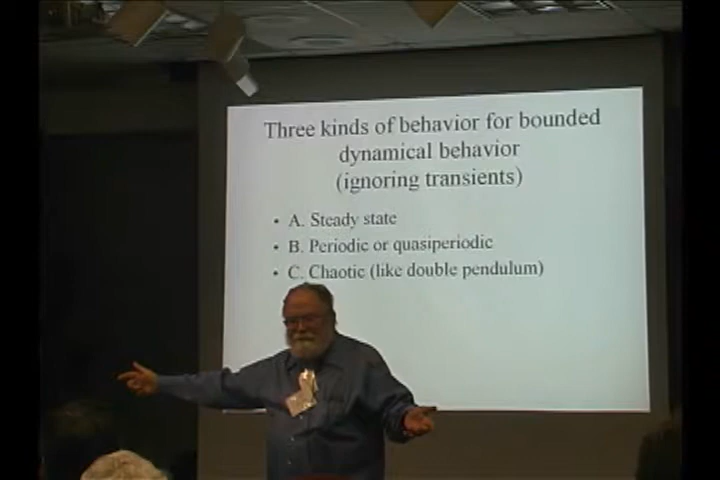 Three kinds of behavior for bounded
dynamical behavior
(ignoring transients)
• A. Steady state
• B. Periodic or quasiperiodic
• C. Chaotic (like double pendulum)